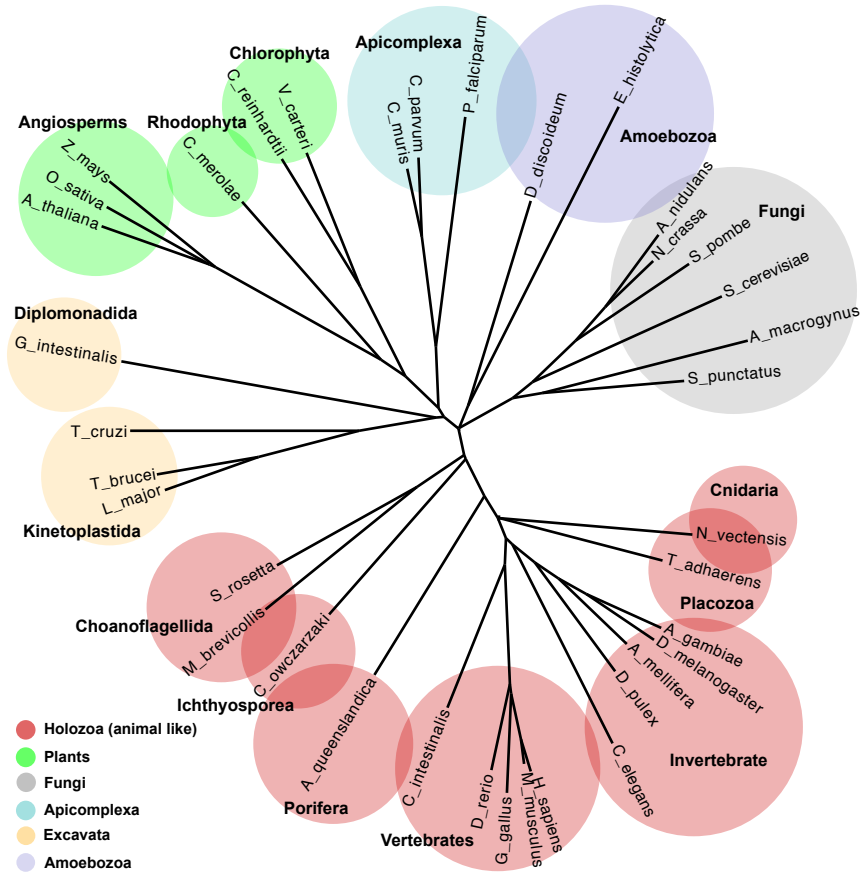 Chlorophyta
C_reinhardtii
V_carteri
Rhodophyta
C_merolae
Angiosperms
Z_mays
O_sativa
A_thaliana
Apicomplexa
C_muris
C_parvum
P_falciparum
Amoebozoa
D_discoideum
E_histolytica
Fungi
A_nidulans
N_crassa
S_pombe
S_cerevisiae
A_macrogynus
S_punctatus
Diplomonadida
G_intestinalis
T_cruzi
T_brucei
L_major
Kinetoplastida
Cnidaria
N_vectensis
T_adhaerens
Placozoa
A_gambiae
D_melanogaster
A_mellifera
D_pulex
C_elegans
Invertebrate
S_rosetta
Choanoflagellida
M_brevicollis
C_owczarzaki
Ichthyosporea
A_queenslandica
Porifera
C_intestinalis
D_rerio
G_gallus
M_musculus
H_sapiens
Vertebrates
Holozoa (animal like)
Plants
Fungi
Apicomplexa
Excavata
Amoebozoa